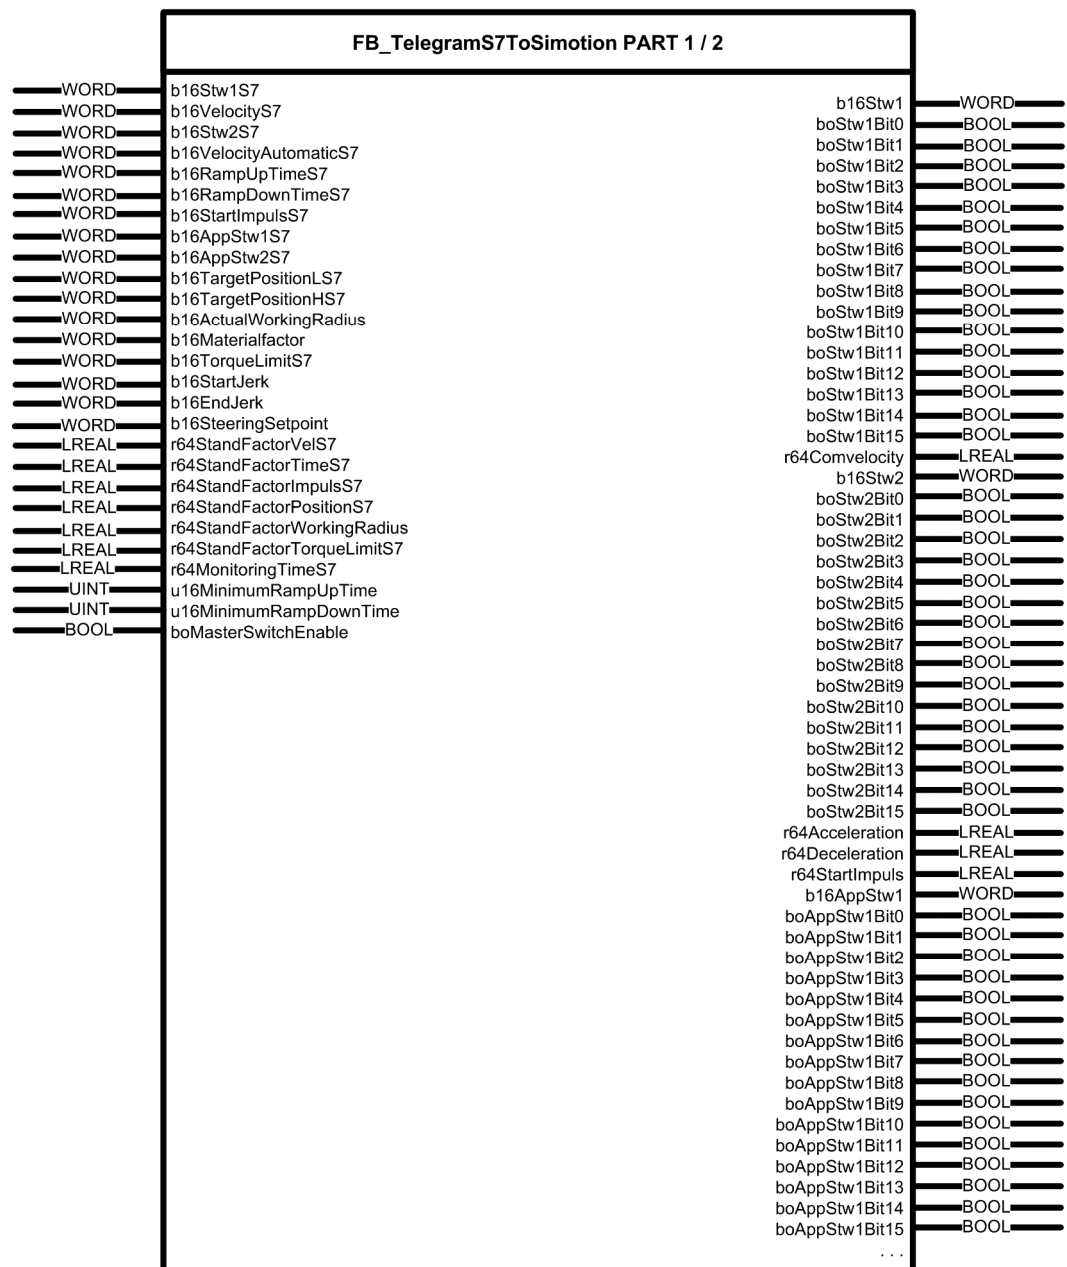 FB_TelegramS7ToSimotion PART 1 / 2
WORD b16Stw1S7
WORD b16VelocityS7
WORD b16Stw2S7
WORD b16VelocityAutomaticS7
WORD b16RampUpTimeS7
WORD b16RampDownTimeS7
WORD b16StartImpulsS7
WORD b16AppStw1S7
WORD b16AppStw2S7
WORD b16TargetPositionLS7
WORD b16TargetPositionHS7
WORD b16ActualWorkingRadius
WORD b16Materialfactor
WORD b16TorqueLimitS7
WORD b16StartJerk
WORD b16EndJerk
WORD b16SteeringSetpoint
LREAL r64StandFactorVelS7
LREAL r64StandFactorTimeS7
LREAL r64StandFactorImpulsS7
LREAL r64StandFactorPositionS7
LREAL r64StandFactorWorkingRadius
LREAL r64StandFactorTorqueLimitS7
LREAL r64MonitoringTimeS7
UINT u16MinimumRampUpTime
UINT u16MinimumRampDownTime
BOOL boMasterSwitchEnable
b16Stw1 WORD
boStw1Bit0 BOOL
boStw1Bit1 BOOL
boStw1Bit2 BOOL
boStw1Bit3 BOOL
boStw1Bit4 BOOL
boStw1Bit5 BOOL
boStw1Bit6 BOOL
boStw1Bit7 BOOL
boStw1Bit8 BOOL
boStw1Bit9 BOOL
boStw1Bit10 BOOL
boStw1Bit11 BOOL
boStw1Bit12 BOOL
boStw1Bit13 BOOL
boStw1Bit14 BOOL
boStw1Bit15 BOOL
r64Comvelocity LREAL
b16Stw2 WORD
boStw2Bit0 BOOL
boStw2Bit1 BOOL
boStw2Bit2 BOOL
boStw2Bit3 BOOL
boStw2Bit4 BOOL
boStw2Bit5 BOOL
boStw2Bit6 BOOL
boStw2Bit7 BOOL
boStw2Bit8 BOOL
boStw2Bit9 BOOL
boStw2Bit10 BOOL
boStw2Bit11 BOOL
boStw2Bit12 BOOL
boStw2Bit13 BOOL
boStw2Bit14 BOOL
boStw2Bit15 BOOL
r64Acceleration LREAL
r64Deceleration LREAL
r64StartImpuls LREAL
b16AppStw1 WORD
boAppStw1Bit0 BOOL
boAppStw1Bit1 BOOL
boAppStw1Bit2 BOOL
boAppStw1Bit3 BOOL
boAppStw1Bit4 BOOL
boAppStw1Bit5 BOOL
boAppStw1Bit6 BOOL
boAppStw1Bit7 BOOL
boAppStw1Bit8 BOOL
boAppStw1Bit9 BOOL
boAppStw1Bit10 BOOL
boAppStw1Bit11 BOOL
boAppStw1Bit12 BOOL
boAppStw1Bit13 BOOL
boAppStw1Bit14 BOOL
boAppStw1Bit15 BOOL
. . .